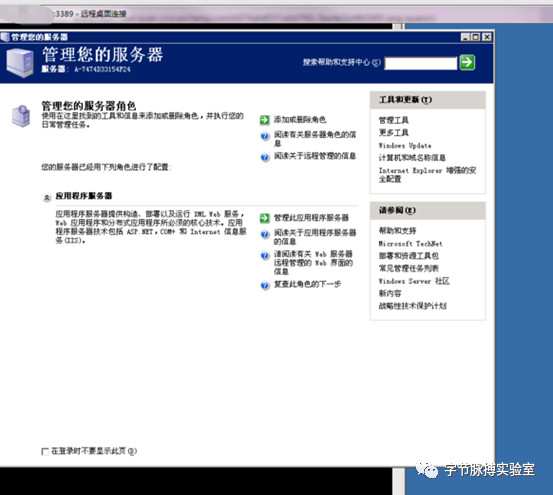 :3389 - 远程桌面连接
管理您的服务器
管理您的服务器
服务器: A-7474B33154F24
搜索帮助和支持中心(S)
管理您的服务器角色
使用在这里找到的工具和信息来添加或删除角色，并执行您的
日常管理任务。
添加或删除角色
阅读有关服务器角色的信
息
阅读关于远程管理的信息
您的服务器已经用下列角色进行了配置:
应用程序服务器
应用程序服务器提供构造、部署以及运行 XML Web 服务,
Web 应用程序和分布式应用程序所必须的核心技术。应用
程序服务器技术包括 ASP.NET, COM+ 和 Internet 信息服
务(IIS)。
管理此应用程序服务器
阅读关于应用程序服务器
的信息
请阅读有关 Web 服务器
远程管理的 Web 界面的
信息
复查此角色的下一步
工具和更新(T)
管理工具
更多工具
Windows Update
计算机和域名称信息
Internet Explorer 增强的安
全配置
请参阅(E)
帮助和支持
Microsoft TechNet
部署和资源工具包
常见管理任务列表
Windows Server 社区
新内容
战略性技术保护计划
在登录时不要显示此页(D)
字节脉搏实验室